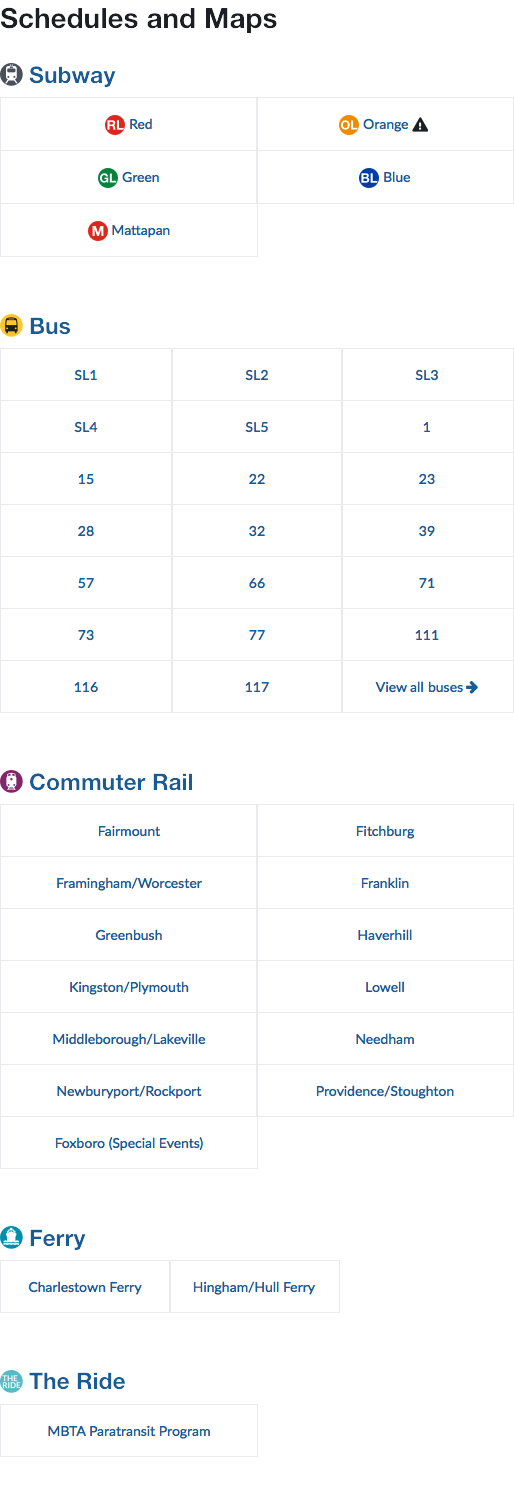 Schedules and Maps
Subway
RL Red
OL Orange
GL Green
BL Blue
M Mattapan
Bus
SL1 SL2 SL3
SL4 SL5 1
15 22 23
28 32 39
57 66 71
73 77 111
116 117 View all buses
Commuter Rail
Fairmount Fitchburg
Framingham/Worcester Franklin
Greenbush Haverhill
Kingston/Plymouth Lowell
Middleborough/Lakeville Needham
Newburyport/Rockport Providence/Stoughton
Foxboro (Special Events)
Ferry
Charlestown Ferry Hingham/Hull Ferry
THE
RIDE
The Ride
MBTA Paratransit Program